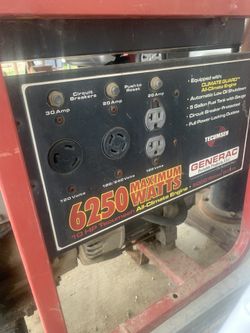 Circuit
Breakers
Push to
Reset
30 Amp
20 Amp
20 Amp
120 Volts
120/240 Volts
120 Volts
6250 MAXIMUM
WATTS
10 HP Tecumseh All-Climate Engine
• Equipped with
CLIMATE GUARD
All-Climate Engine
• Automatic Low Oil Shutdown
• 5 Gallon Fuel Tank with Gauge
• Circuit Breaker Protected
• Full Power Locking Outlets
TECUMSEH
GENERAC